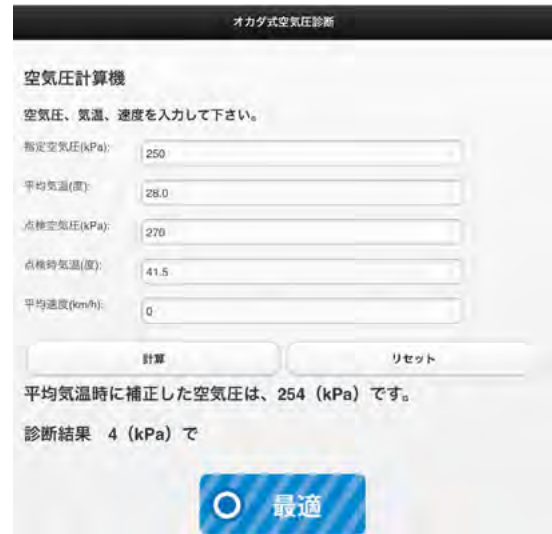 オカダ式空気圧診断
空気圧計算機
空気圧、気温、速度を入力して下さい。
指定空気圧(kPa): 250
平均気温(度): 28.0
点検空気圧(kPa): 270
点検時気温(度): 41.5
平均速度(km/h): 0
計算 リセット
平均気温時に補正した空気圧は、254（kPa）です。
診断結果 4（kPa）で
最適